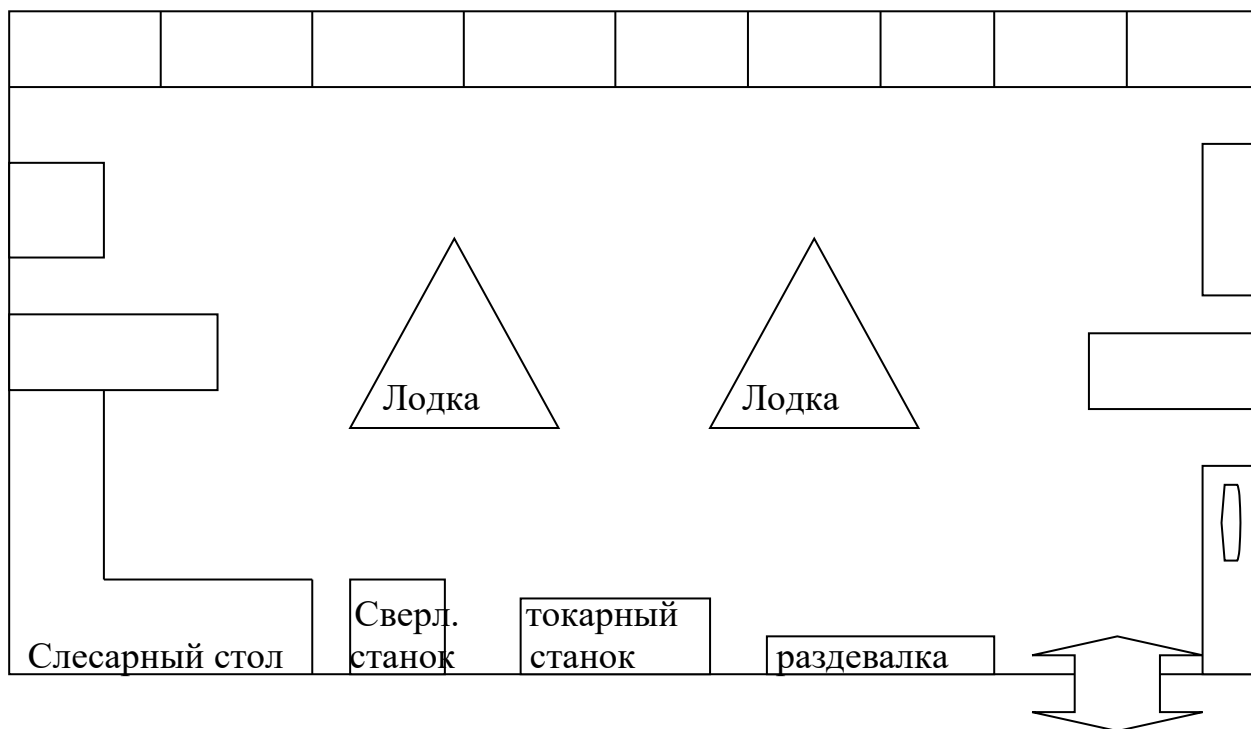 Лодка
Лодка
Сверл.
станок
токарный
станок
Слесарный стол
раздевалка